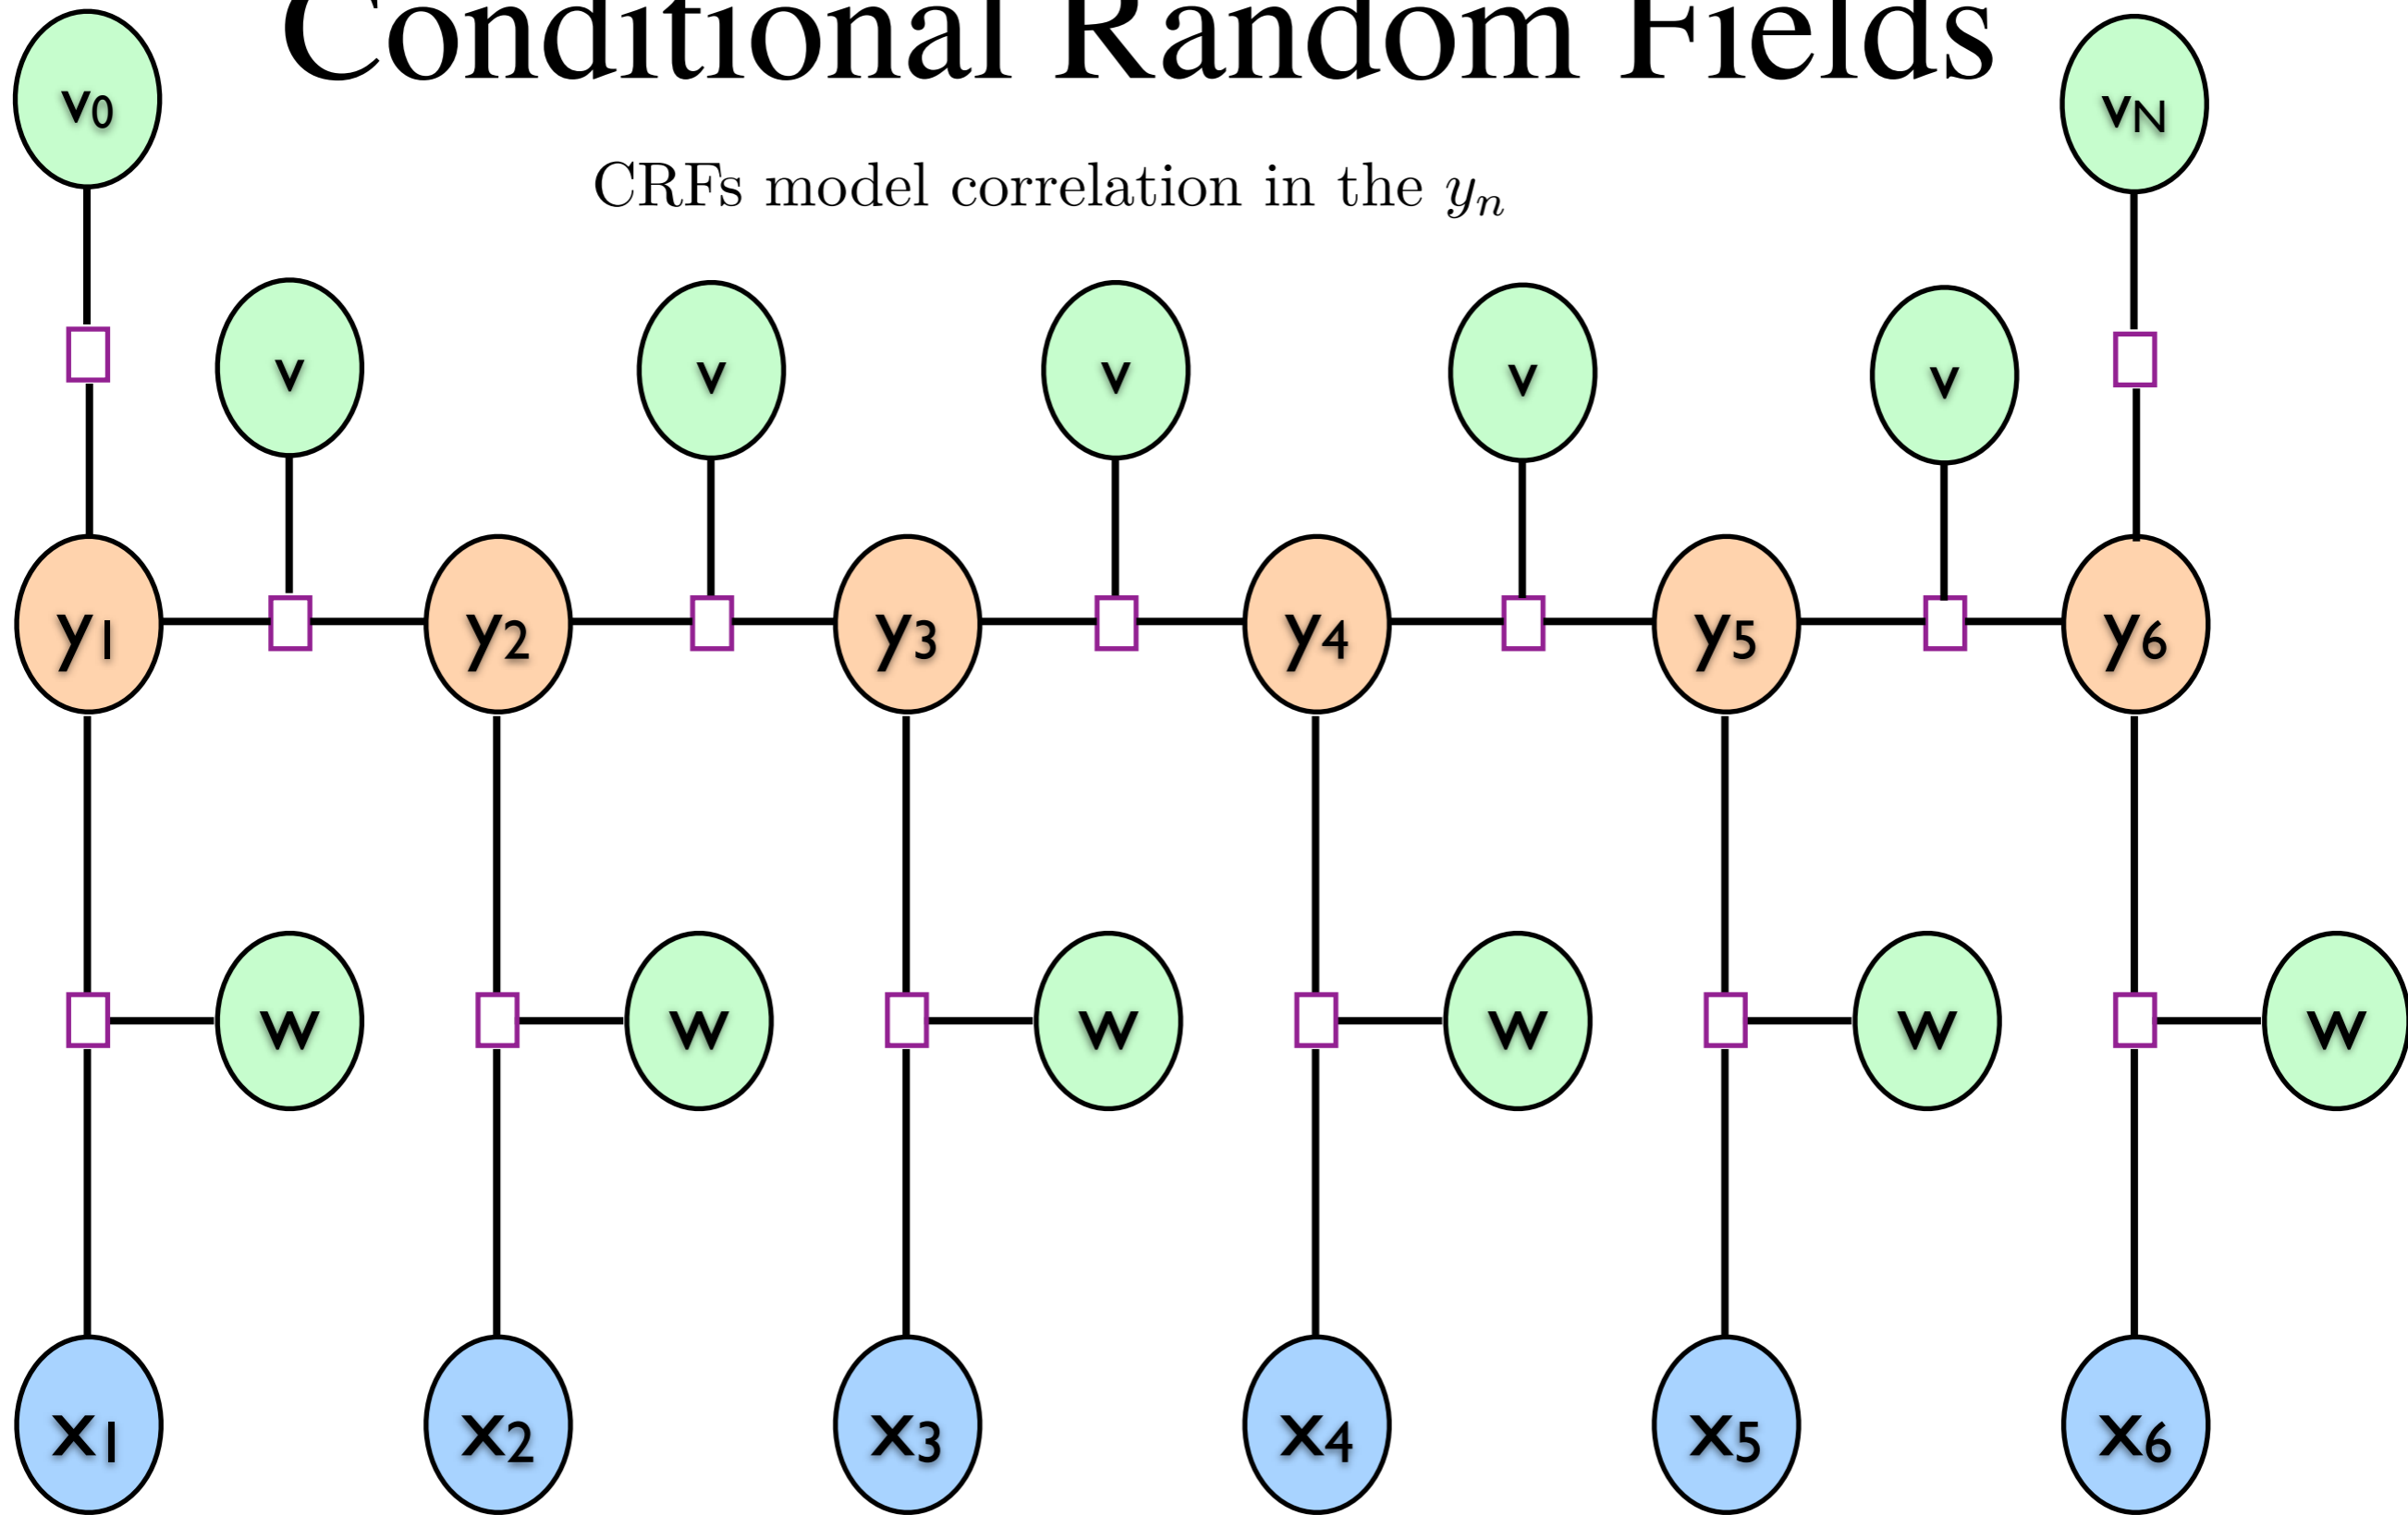 Conditional Random Fields
v0 vN
CRFs model correlation in the yn
v v v v v
y1 y2 y3 y4 y5 y6
w w w w w w
x1 x2 x3 x4 x5 x6